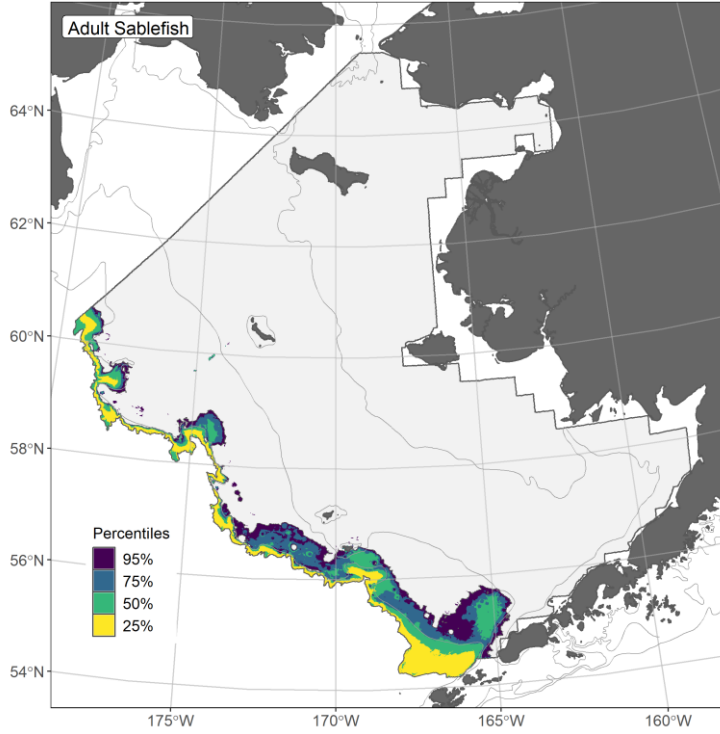 Adult Sablefish
64°N
62°N
60°N
58°N
56°N
54°N
Percentiles
95%
75%
50%
25%
175°W
170°W
165°W
160°W